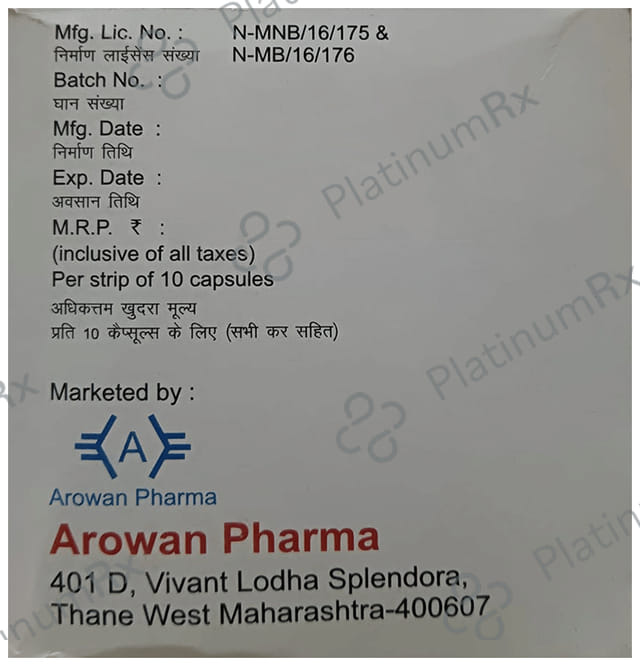 Mfg. Lic. No. : N-MNB/16/175 &
निर्माण लाईसेंस संख्या N-MB/16/176
Batch No. :
घान संख्या
Mfg. Date :
निर्माण तिथि
Exp. Date :
अवसान तिथि
M.R.P. ₹ :
(inclusive of all taxes)
Per strip of 10 capsules
अधिकत्तम खुदरा मूल्य
प्रति 10 कैप्सूल्स के लिए (सभी कर सहित)
Marketed by :
A
Arowan Pharma
Arowan Pharma
401 D, Vivant Lodha Splendora,
Thane West Maharashtra-400607
PlatinumRx
PlatinumRx
PlatinumRx